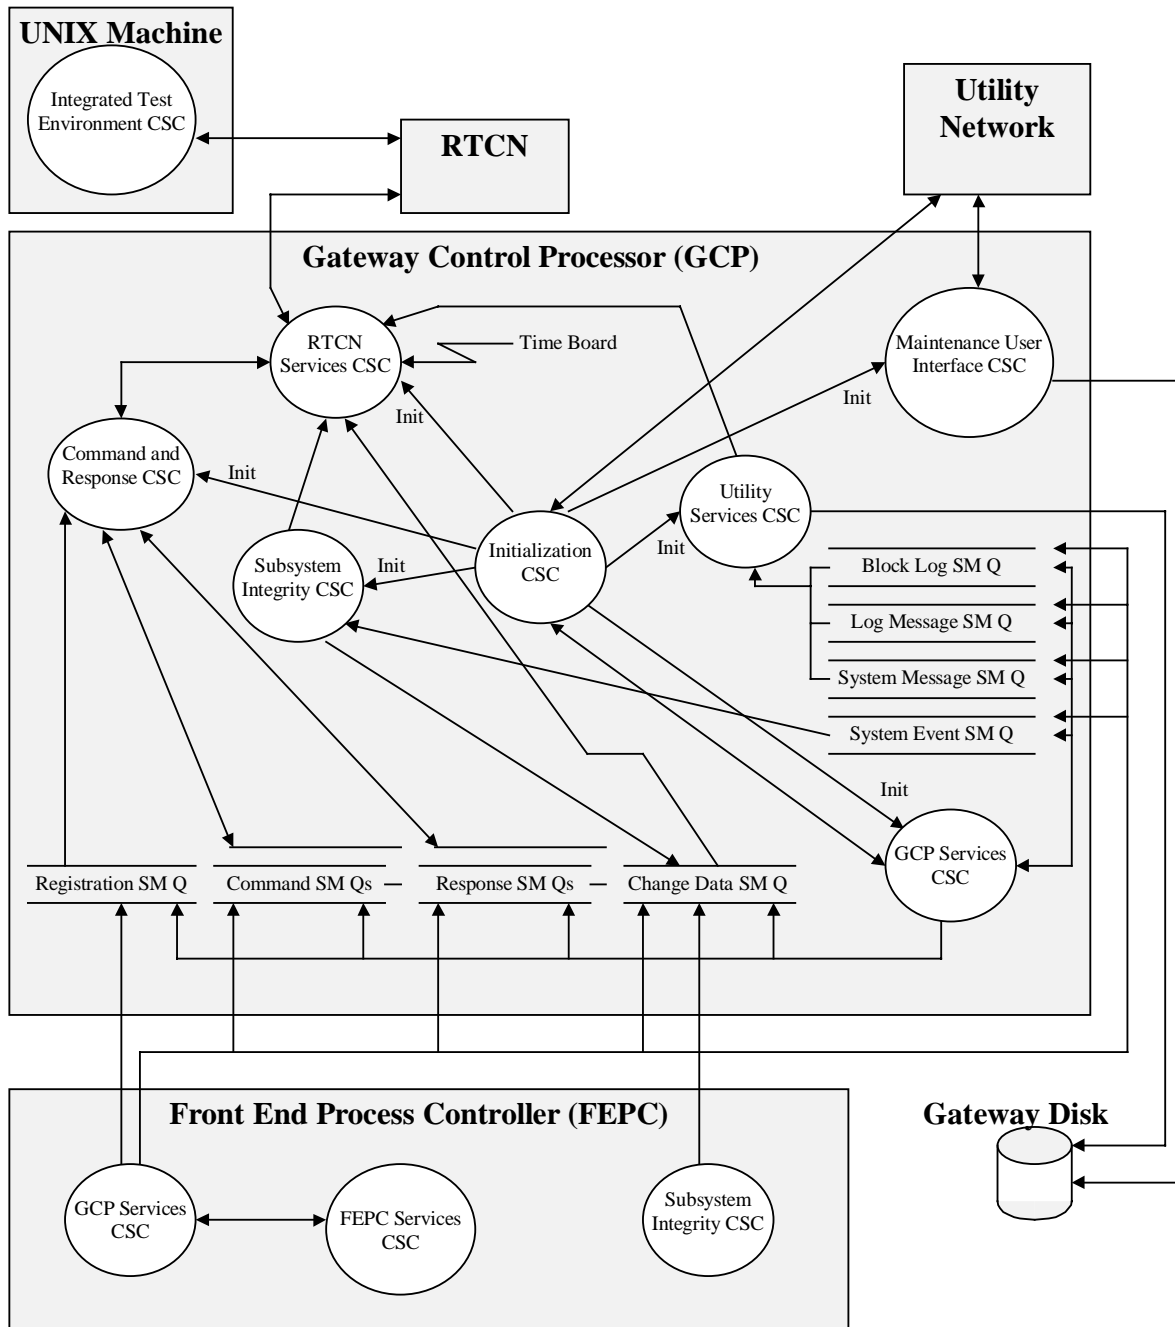 UNIX Machine
Integrated Test
Environment CSC
RTCN
Utility
Network
Gateway Control Processor (GCP)
RTCN
Services CSC
Time Board
Maintenance User
Interface CSC
Init
Init
Command and
Response CSC
Init
Utility
Services CSC
Init
Subsystem
Integrity CSC
Init
Initialization
CSC
Block Log SM Q
Log Message SM Q
System Message SM Q
System Event SM Q
Init
GCP Services
CSC
Registration SM Q
Command SM Qs
Response SM Qs
Change Data SM Q
Front End Process Controller (FEPC)
Gateway Disk
GCP Services
CSC
FEPC Services
CSC
Subsystem
Integrity CSC